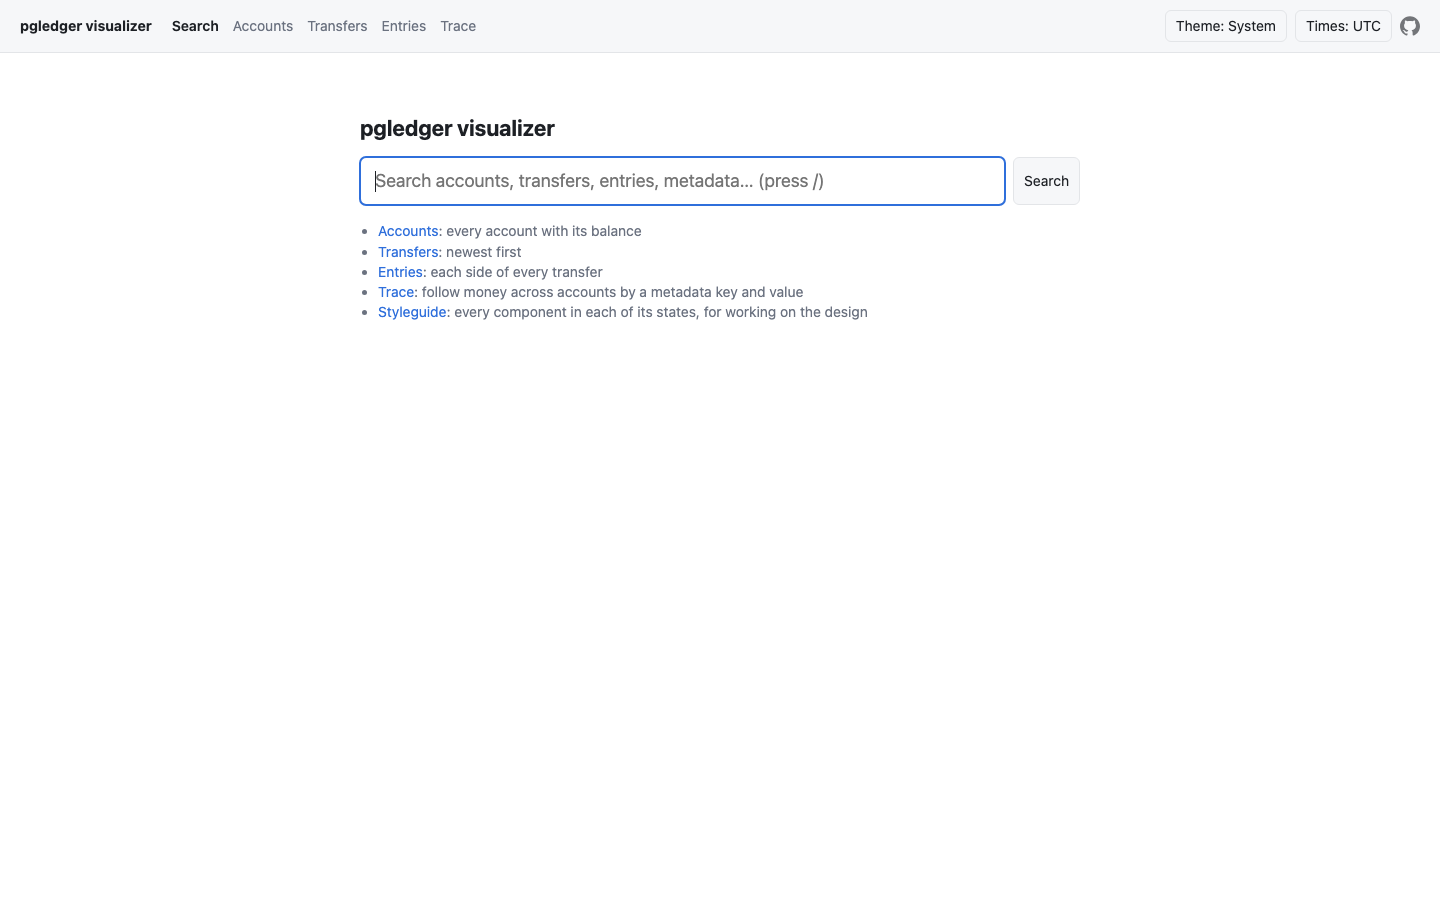 pgledger visualizer Search Accounts Transfers Entries Trace Theme: System Times: UTC
pgledger visualizer
Search accounts, transfers, entries, metadata... (press /) Search
Accounts: every account with its balance
Transfers: newest first
Entries: each side of every transfer
Trace: follow money across accounts by a metadata key and value
Styleguide: every component in each of its states, for working on the design